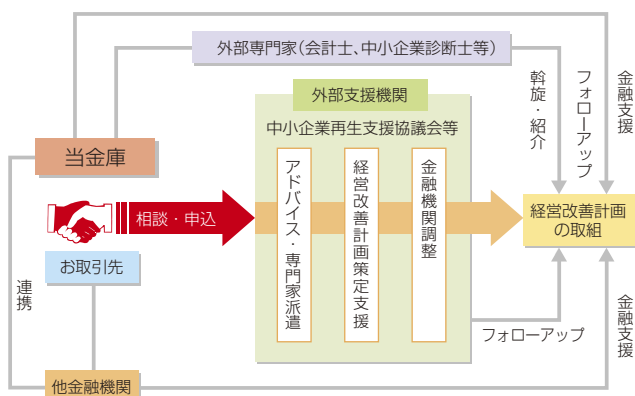 外部専門家(会計士、中小企業診断士等)
外部支援機関
中小企業再生支援協議会等
当金庫
相談・申込
お取引先
連携
他金融機関
アドバイス・専門家派遣
経営改善計画策定支援
金融機関調整
斡旋・紹介
フォローアップ
金融支援
経営改善計画
の取組
フォローアップ
金融支援